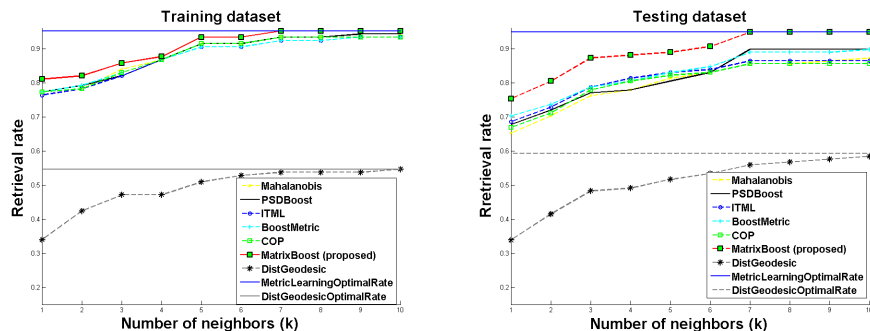 Training dataset
Retrieval rate
0.9
0.8
0.7
0.6
0.5
0.4
0.3
0.2
1 2 3 4 5 6 7 8 9 10
Number of neighbors (k)
Mahalanobis
PSDBoost
ITML
BoostMetric
COP
MatrixBoost (proposed)
DistGeodesic
MetricLearningOptimalRate
DistGeodesicOptimalRate
Testing dataset
Rretrieval rate
0.9
0.8
0.7
0.6
0.5
0.4
0.3
0.2
1 2 3 4 5 6 7 8 9 10
Number of neighbors (k)
Mahalanobis
PSDBoost
ITML
BoostMetric
COP
MatrixBoost (proposed)
DistGeodesic
MetricLearningOptimalRate
DistGeodesicOptimalRate